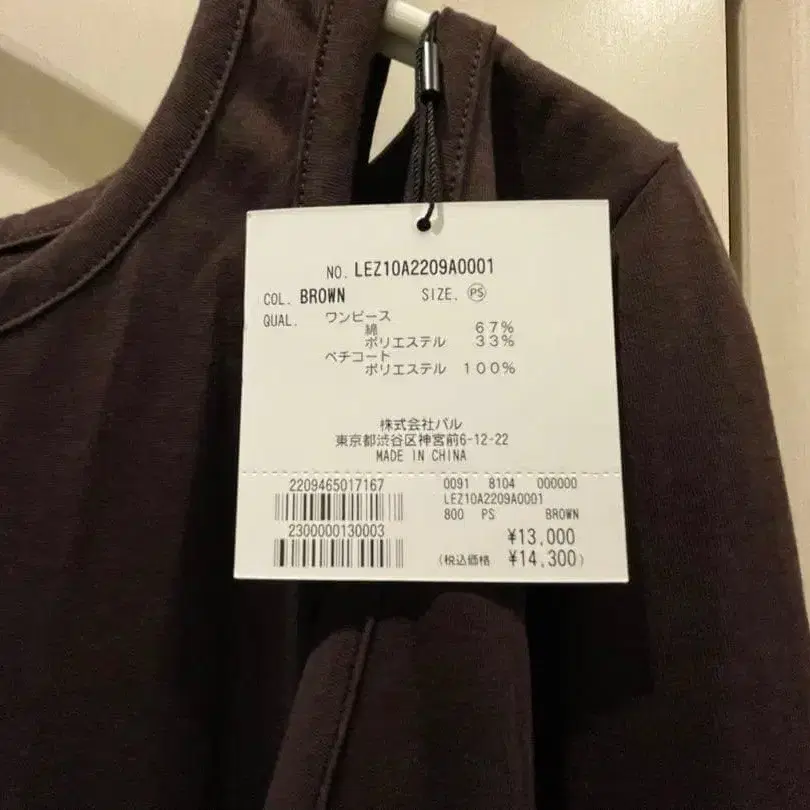 NO. LEZ10A2209A0001
COL. BROWN SIZE. PS
QUAL. ワンピース
綿 67%
ポリエステル 33%
ペチコート
ポリエステル 100%
株式会社パル
東京都渋谷区神宮前6-12-22
MADE IN CHINA
2209465017167 0091 8104 000000
LEZ10A2209A0001
800 PS BROWN
2300000130003
¥13,000
(税込価格 ¥14,300)